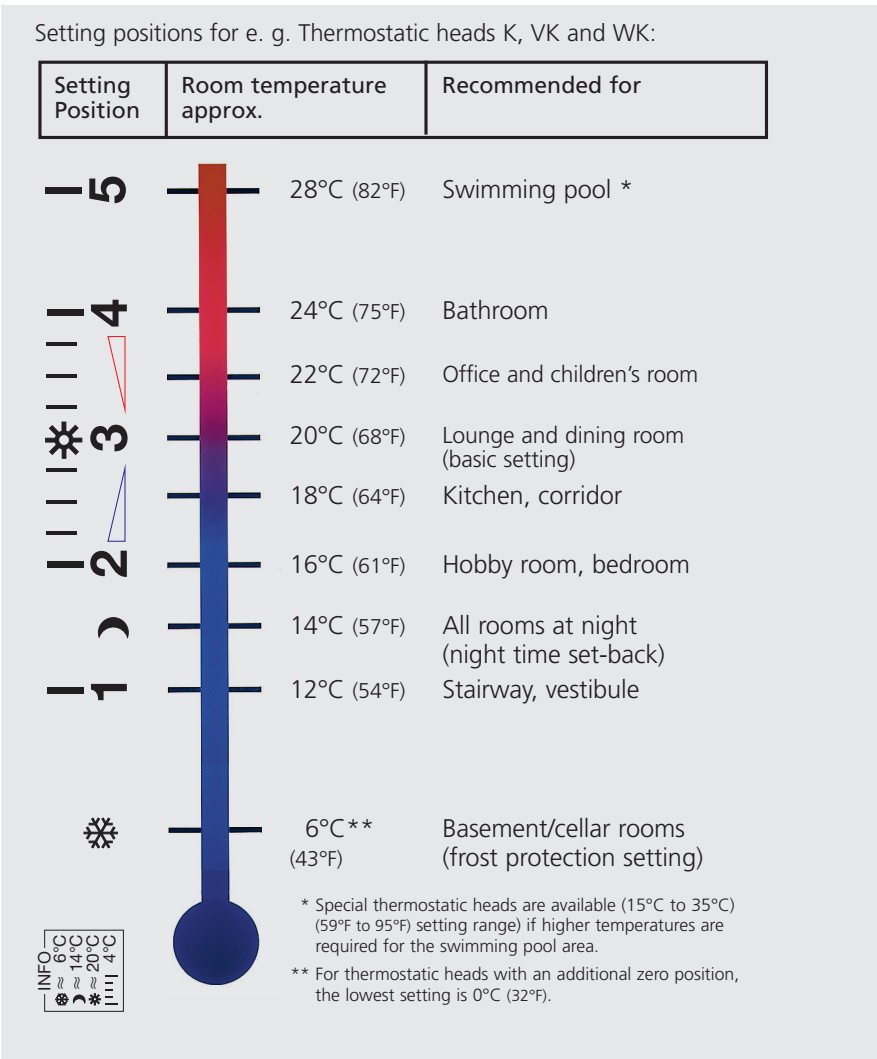 Setting positions for e. g. Thermostatic heads K, VK and WK:
Setting Position
Room temperature approx.
Recommended for
5 28°C (82°F) Swimming pool *
4 24°C (75°F) Bathroom
22°C (72°F) Office and children’s room
3 20°C (68°F) Lounge and dining room
(basic setting)
18°C (64°F) Kitchen, corridor
2 16°C (61°F) Hobby room, bedroom
14°C (57°F) All rooms at night
(night time set-back)
1 12°C (54°F) Stairway, vestibule
6°C** Basement/cellar rooms
(43°F) (frost protection setting)
* Special thermostatic heads are available (15°C to 35°C)
(59°F to 95°F) setting range) if higher temperatures are
required for the swimming pool area.
** For thermostatic heads with an additional zero position,
the lowest setting is 0°C (32°F).
INFO
≈ 6°C
≈ 14°C
≈ 20°C
4°C